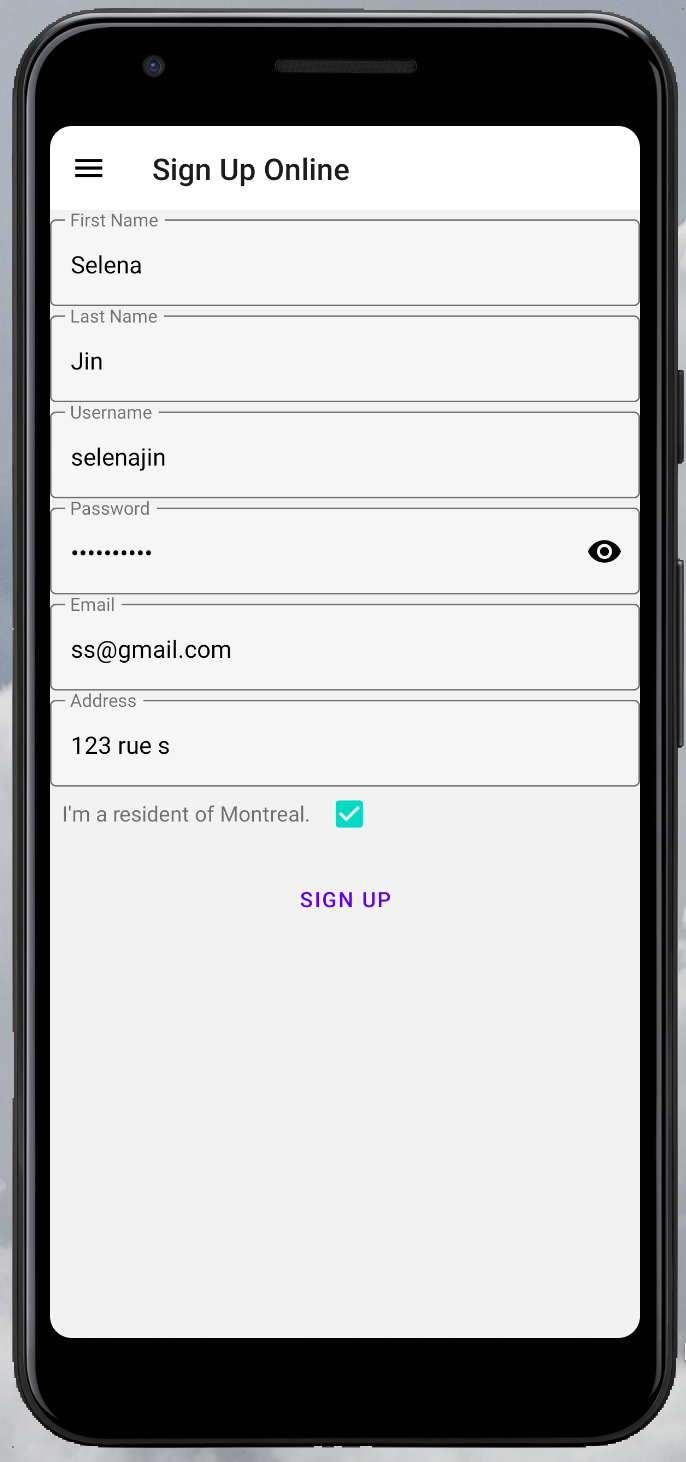 Sign Up Online
First Name
Selena
Last Name
Jin
Username
selenajin
Password
••••••••••
Email
ss@gmail.com
Address
123 rue s
I'm a resident of Montreal.
SIGN UP